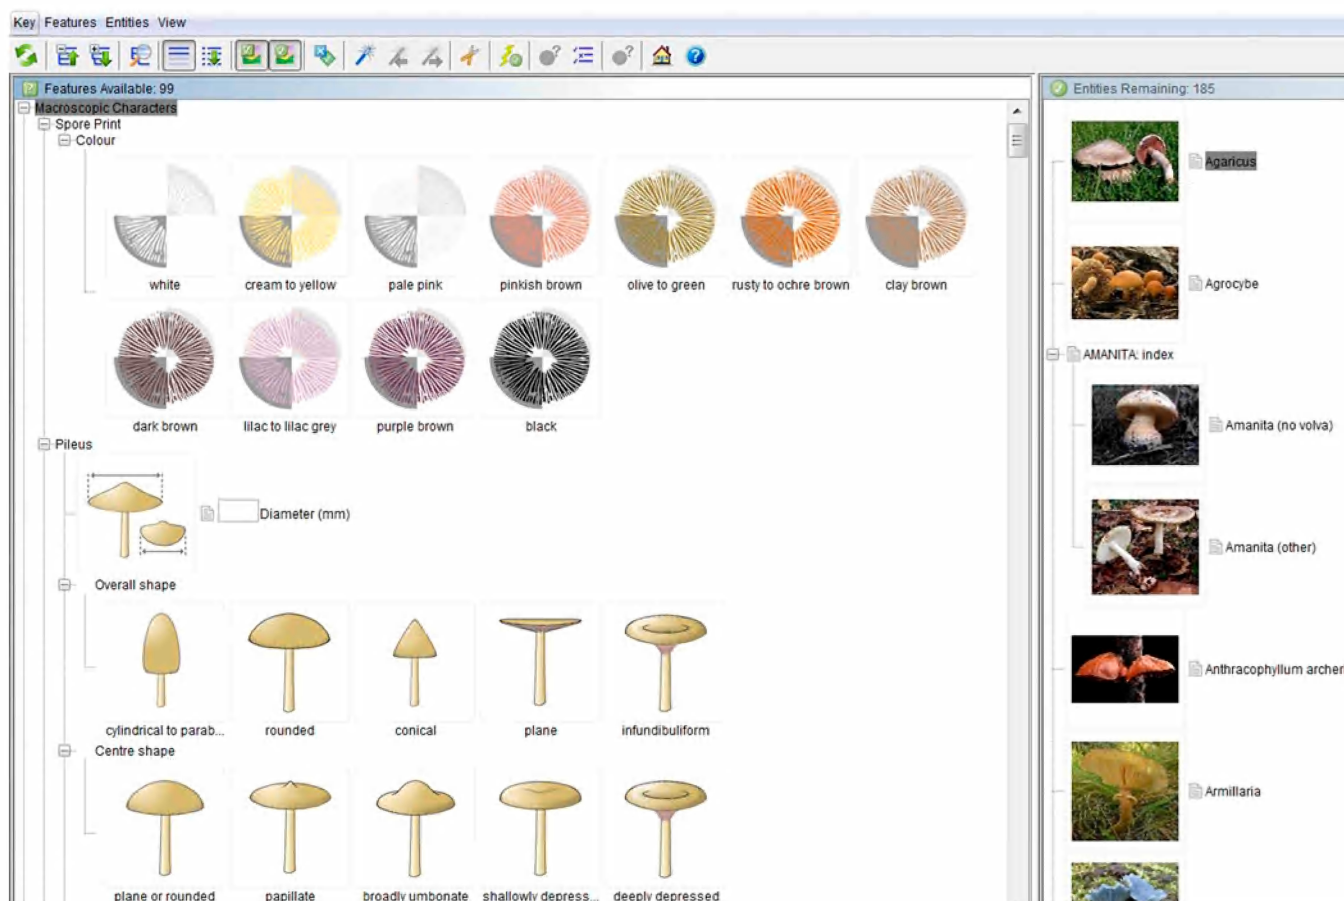 Key Features Entities View
Features Available: 99
Macroscopic Characters
Spore Print
Colour
white cream to yellow pale pink pinkish brown olive to green rusty to ochre brown clay brown
dark brown lilac to lilac grey purple brown black
Pileus
Diameter (mm)
Overall shape
cylindrical to parab... rounded conical plane infundibuliform
Centre shape
plane or rounded papillate broadly umbonate shallowly depress... deeply depressed
Entities Remaining: 185
Agaricus
Agrocybe
AMANITA: index
Amanita (no volva)
Amanita (other)
Anthracophyllum archer
Armillaria